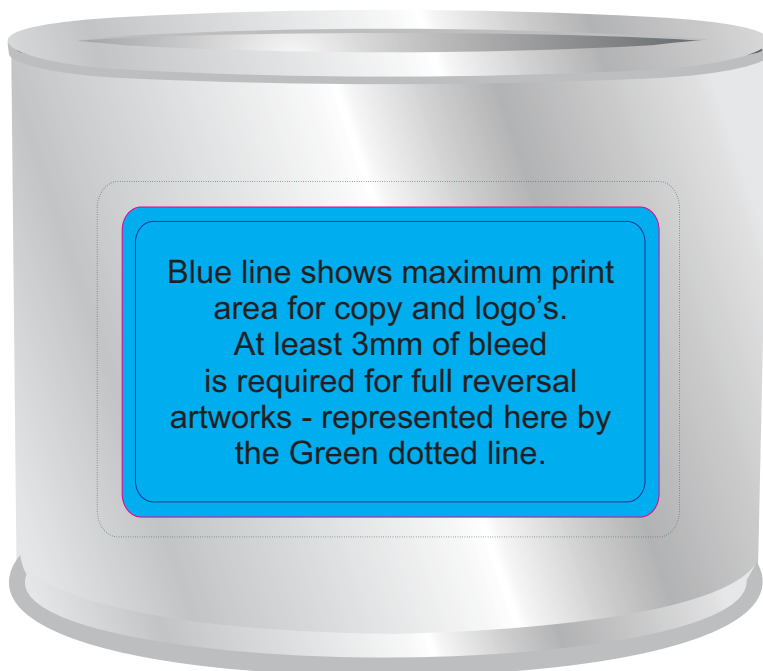 Blue line shows maximum print
area for copy and logo’s.
At least 3mm of bleed
is required for full reversal
artworks - represented here by
the Green dotted line.